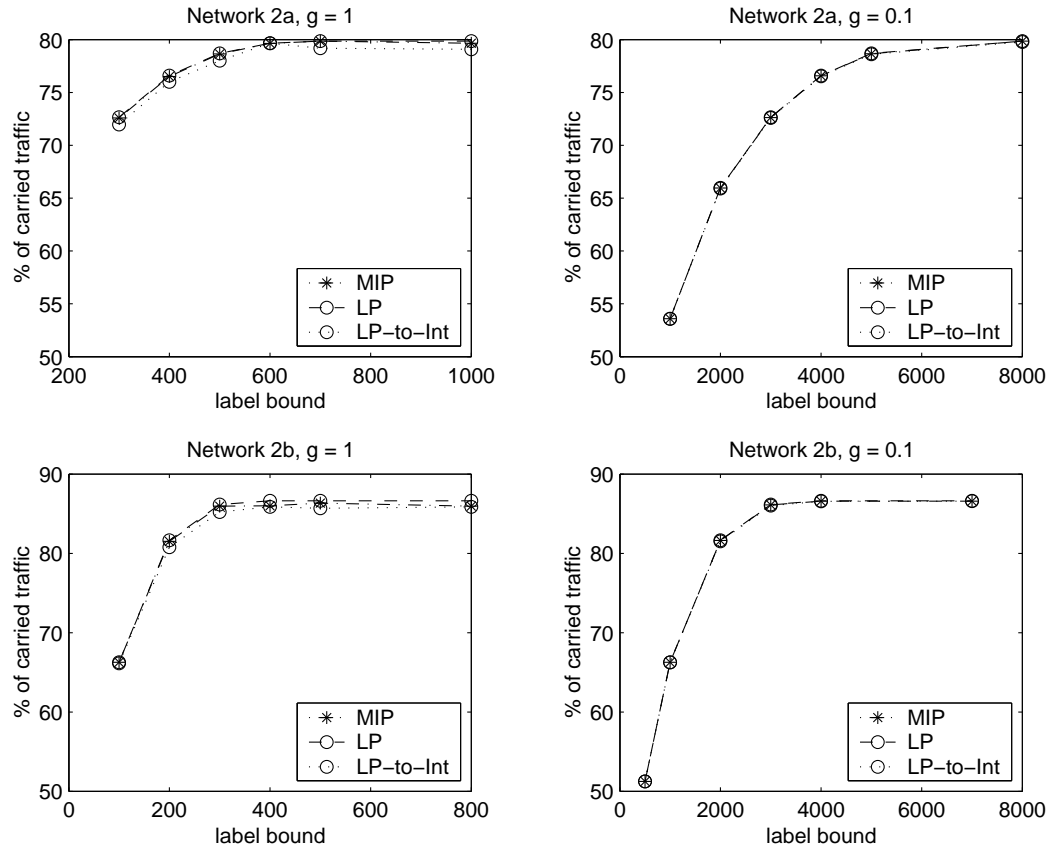 Network 2a, g = 1
% of carried traffic
80
75
70
65
60
55
50
200
400
600
800
1000
label bound
MIP
LP
LP-to-Int
Network 2a, g = 0.1
% of carried traffic
80
75
70
65
60
55
50
0
2000
4000
6000
8000
label bound
MIP
LP
LP-to-Int
Network 2b, g = 1
% of carried traffic
90
80
70
60
50
0
200
400
600
800
label bound
MIP
LP
LP-to-Int
Network 2b, g = 0.1
% of carried traffic
90
80
70
60
50
0
2000
4000
6000
8000
label bound
MIP
LP
LP-to-Int